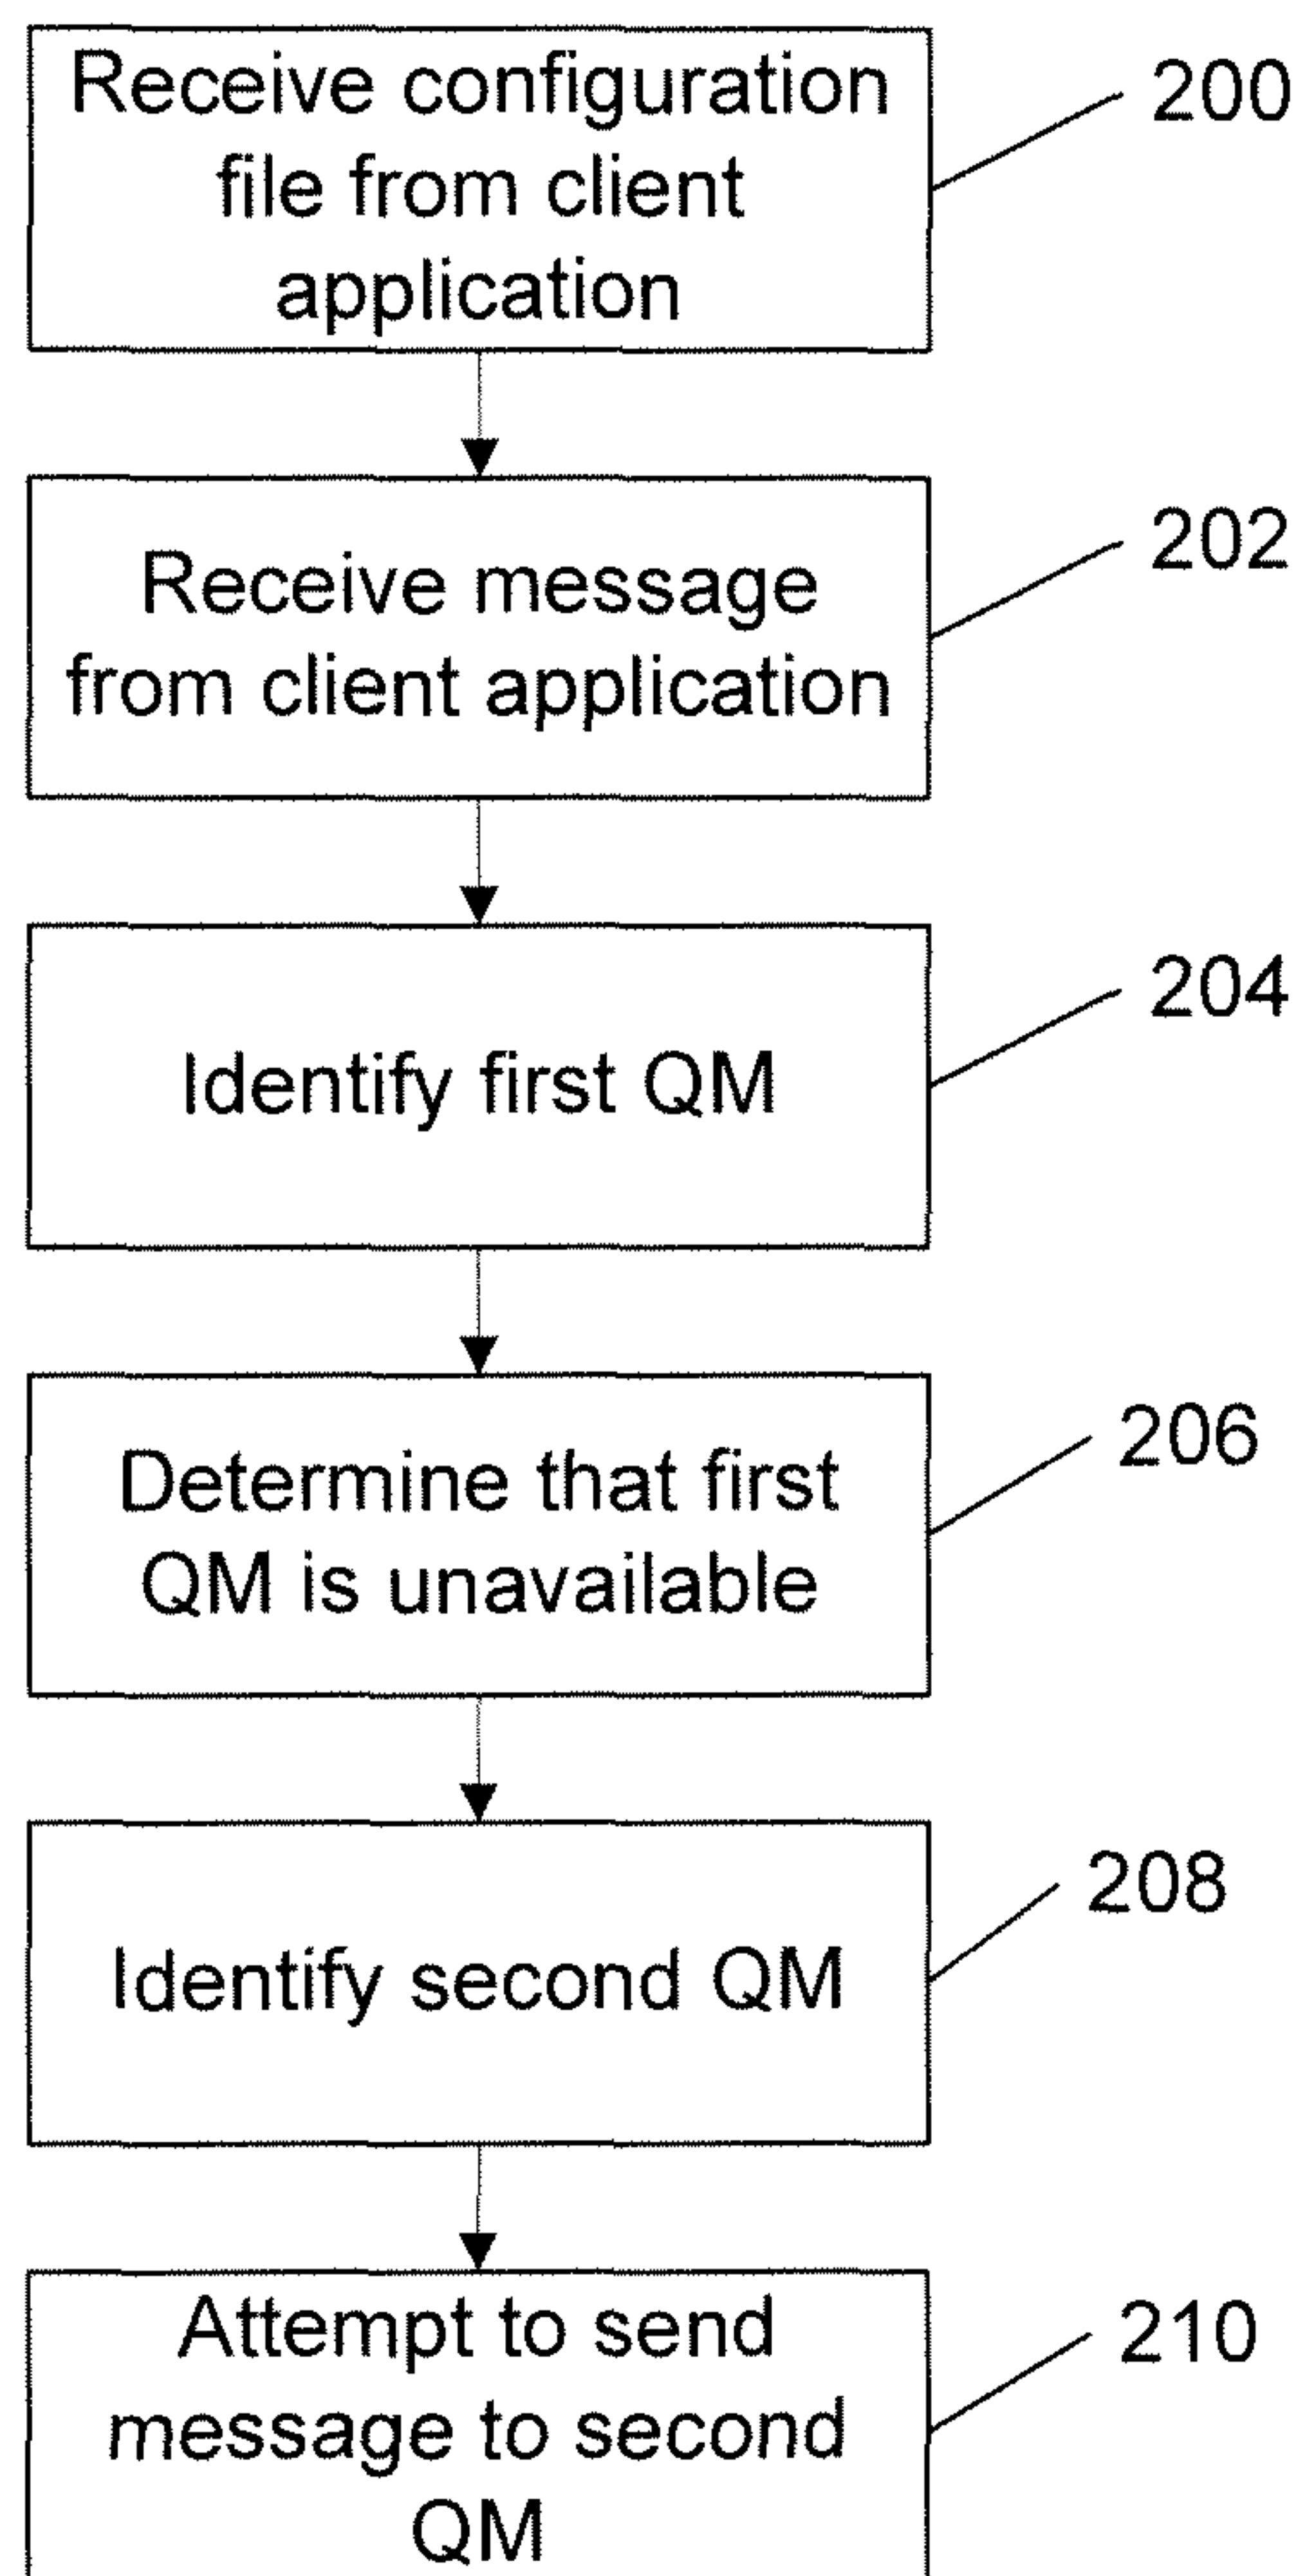 Receive configuration
file from client
application
200
Receive message
from client application
202
Identify first QM
204
Determine that first
QM is unavailable
206
Identify second QM
208
Attempt to send
message to second
QM
210